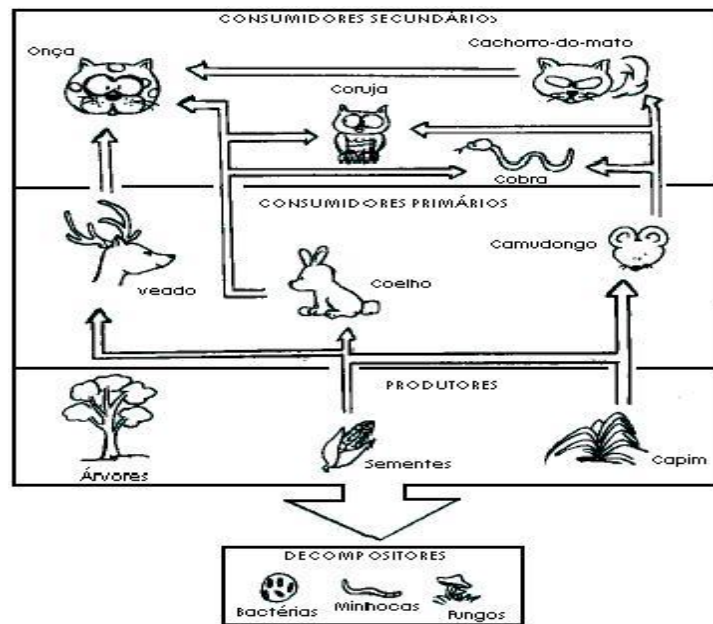 CONSUMIDORES SECUNDÁRIOS
Onça
Cachorro-do-mato
Coruja
Cobra
CONSUMIDORES PRIMÁRIOS
Camudongo
Coelho
veado
PRODUTORES
Árvores
Sementes
Capim
DECOMPOSITORES
Bactérias
Minhocas
Fungos